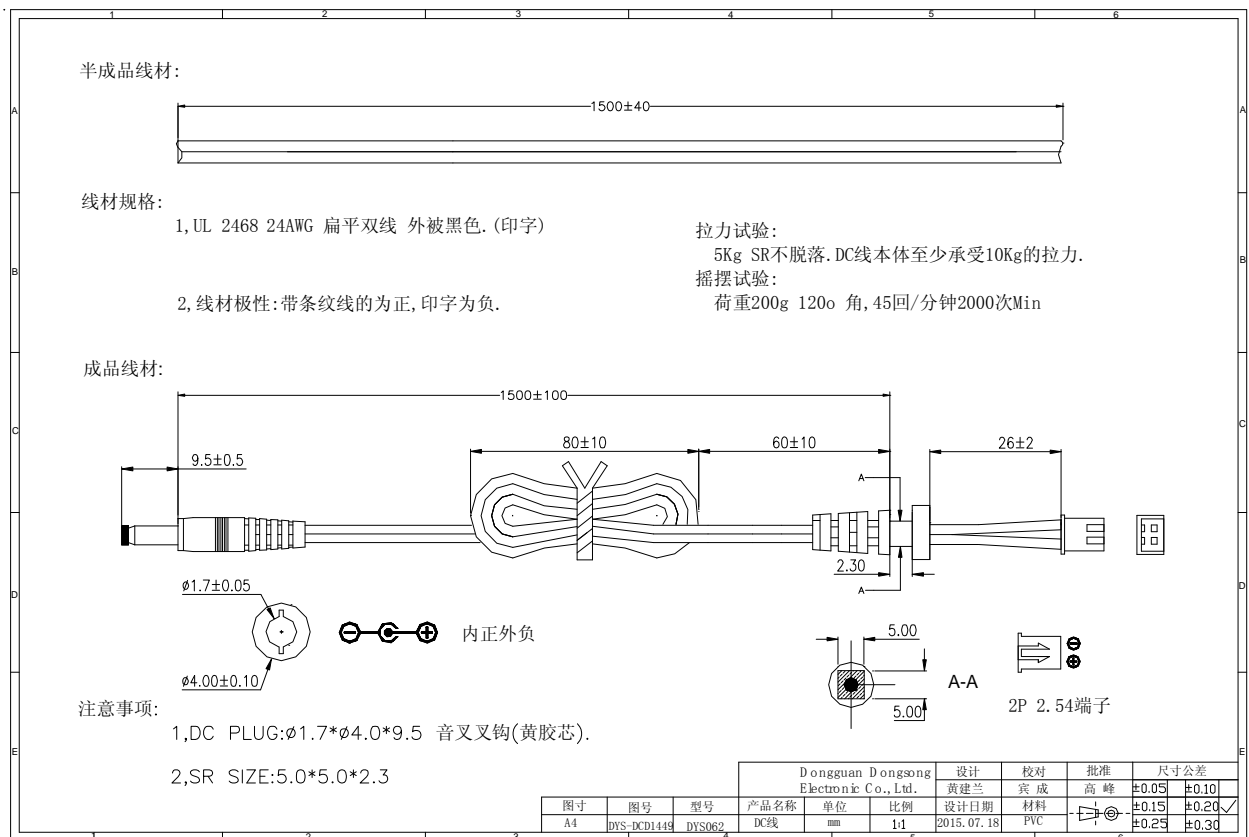 1 2 3 4 5 6
A A
半成品线材:
1500±40
B B
线材规格:
1,UL 2468 24AWG 扁平双线 外被黑色.(印字)
2,线材极性:带条纹线的为正,印字为负.
拉力试验:
5Kg SR不脱落.DC线本体至少承受10Kg的拉力.
摇摆试验:
荷重200g 120o 角,45回/分钟2000次Min
成品线材:
1500±100
C C
9.5±0.5
80±10
60±10
26±2
A
2.30
A
D D
ø1.7±0.05
ø4.00±0.10
内正外负
5.00
5.00
A-A
2P 2.54端子
注意事项:
1,DC PLUG:ø1.7*ø4.0*9.5 音叉叉钩(黄胶芯).
2,SR SIZE:5.0*5.0*2.3
E E
Dongguan Dongsong 设计 校对 批准 尺寸公差
Electronic Co.,Ltd. 黄建兰 宾成 高峰 ±0.05 ±0.10
图寸 图号 型号 产品名称 单位 比例 设计日期 材料 ±0.15 ±0.20
A4 DYS-DCD1449 DYS062 DC线 mm 1:1 2015.07.18 PVC ±0.25 ±0.30